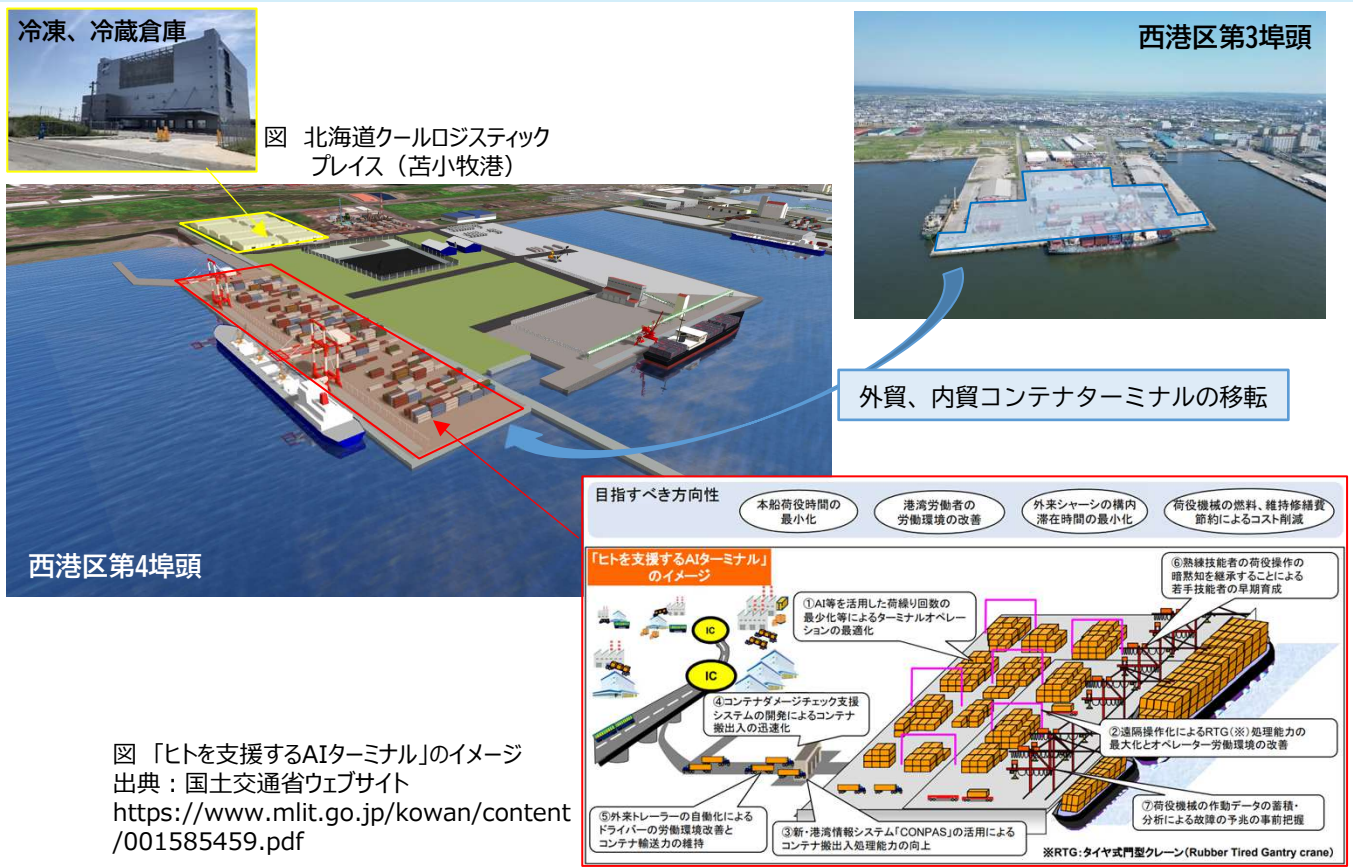 冷凍、冷蔵倉庫
図　北海道クールロジスティック
プレイス（苫小牧港）
西港区第3埠頭
外貿、内貿コンテナターミナルの移転
西港区第4埠頭
目指すべき方向性
本船荷役時間の
最小化
港湾労働者の
労働環境の改善
外来シャーシの構内
滞在時間の最小化
荷役機械の燃料、維持修繕費
節約によるコスト削減
「ヒトを支援するAIターミナル」
のイメージ
⑥熟練技能者の荷役操作の
暗黙知を継承することによる
若手技能者の早期育成
①AI等を活用した荷繰り回数の
最少化等によるターミナルオペレー
ションの最適化
IC
IC
④コンテナダメージチェック支援
システムの開発によるコンテナ
搬出入の迅速化
②遠隔操作化によるRTG(※)処理能力の
最大化とオペレーター労働環境の改善
⑤外来トレーラーの自動化による
ドライバーの労働環境改善と
コンテナ輸送力の維持
③新・港湾情報システム「CONPAS」の活用による
コンテナ搬出入処理能力の向上
⑦荷役機械の作動データの蓄積・
分析による故障の予兆の事前把握
※RTG：タイヤ式門型クレーン(Rubber Tired Gantry crane)
図　「ヒトを支援するAIターミナル」のイメージ
出典：国土交通省ウェブサイト
https://www.mlit.go.jp/kowan/content
/001585459.pdf